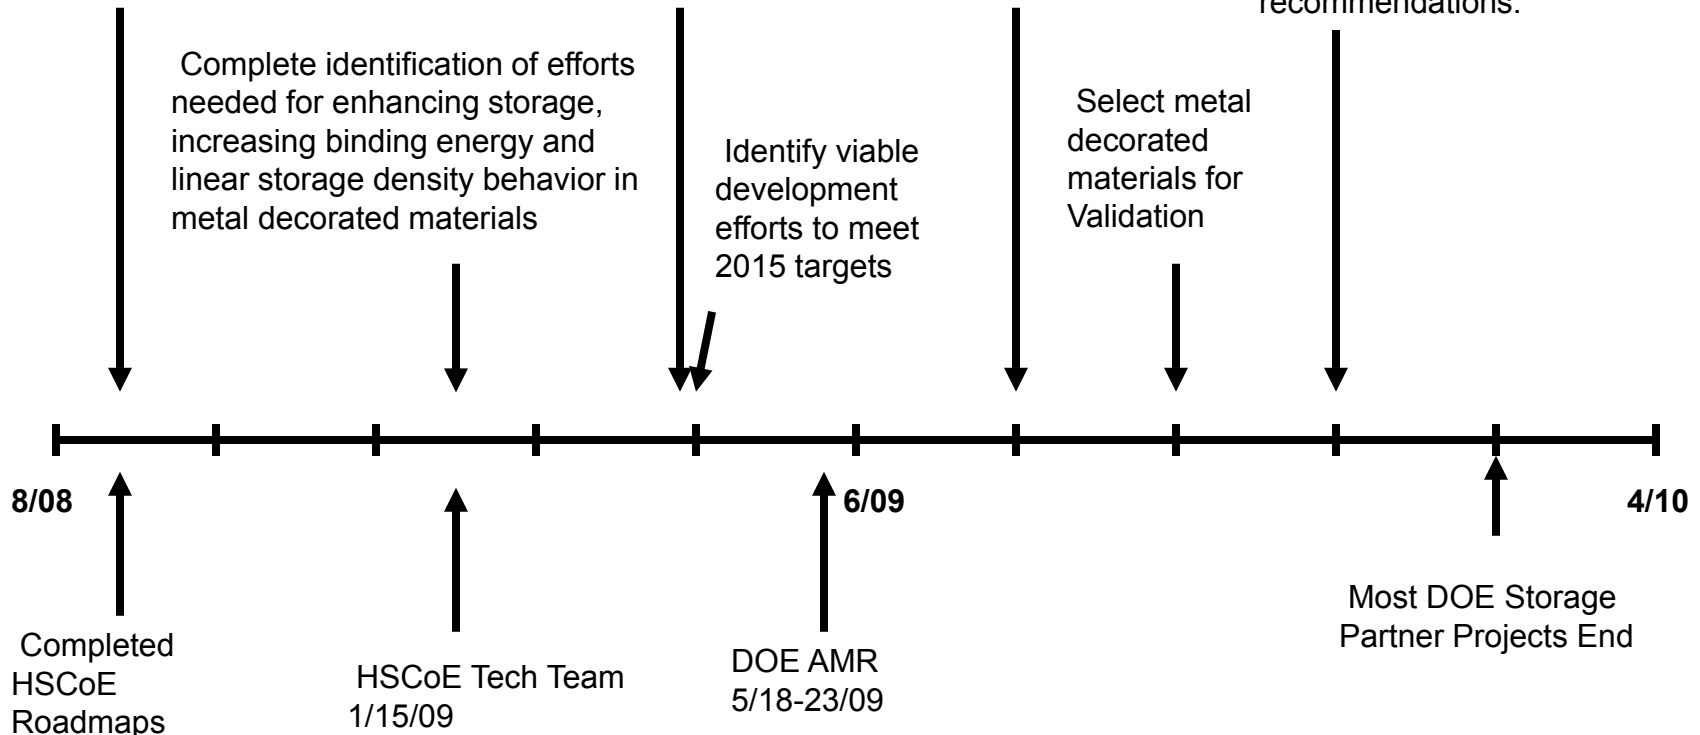 recommendations.
Complete identification of efforts
needed for enhancing storage,
increasing binding energy and
linear storage density behavior in
metal decorated materials
Identify viable
development
efforts to meet
2015 targets
Select metal
decorated
materials for
Validation
8/08
6/09
4/10
Completed
HSCoE
Roadmaps
HSCoE Tech Team
1/15/09
DOE AMR
5/18-23/09
Most DOE Storage
Partner Projects End